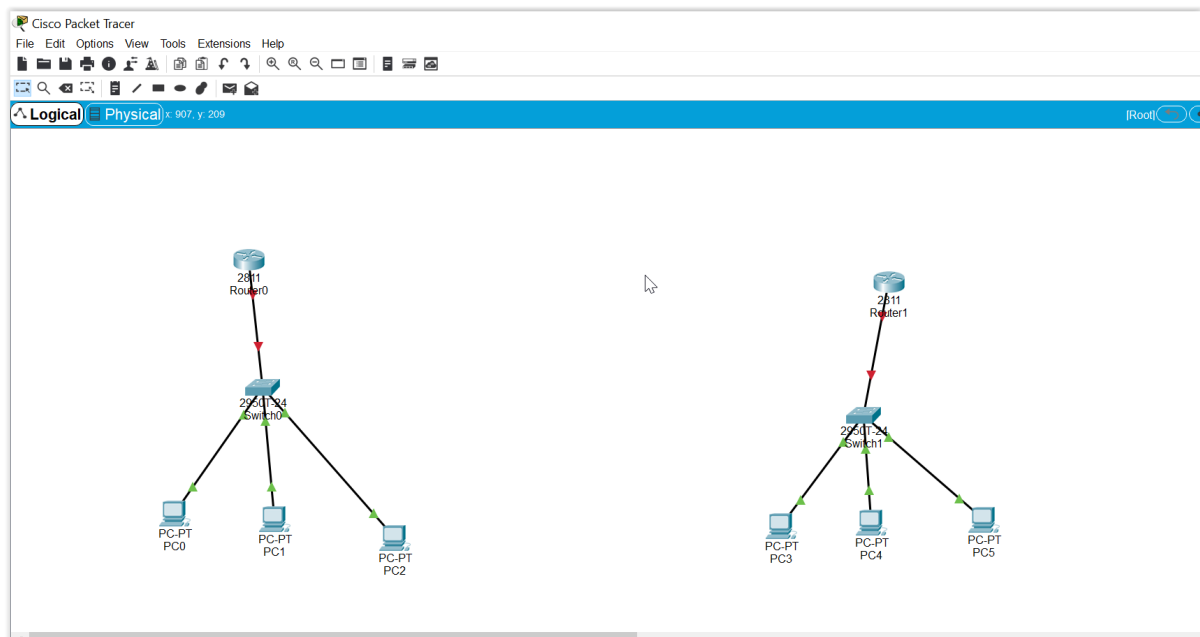 Cisco Packet Tracer
File Edit Options View Tools Extensions Help
Logical Physical x: 907, y: 209 [Root]
2811
Router0
2811
Router1
2950T-24
Switch0
2950T-24
Switch1
PC-PT
PC0
PC-PT
PC1
PC-PT
PC2
PC-PT
PC3
PC-PT
PC4
PC-PT
PC5